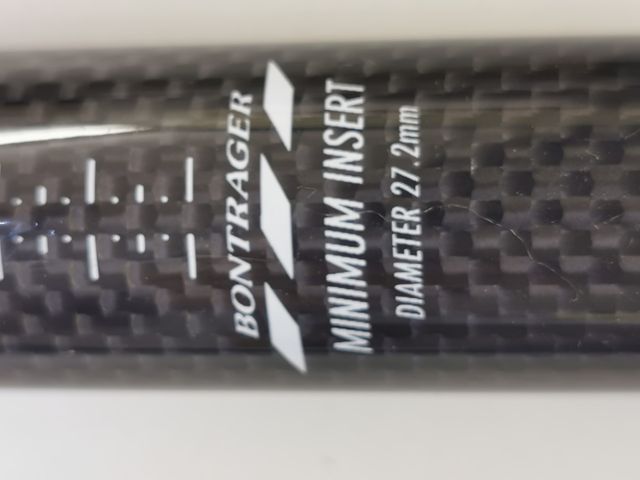 BONTRAGER
MINIMUM INSERT
DIAMETER 27.2mm